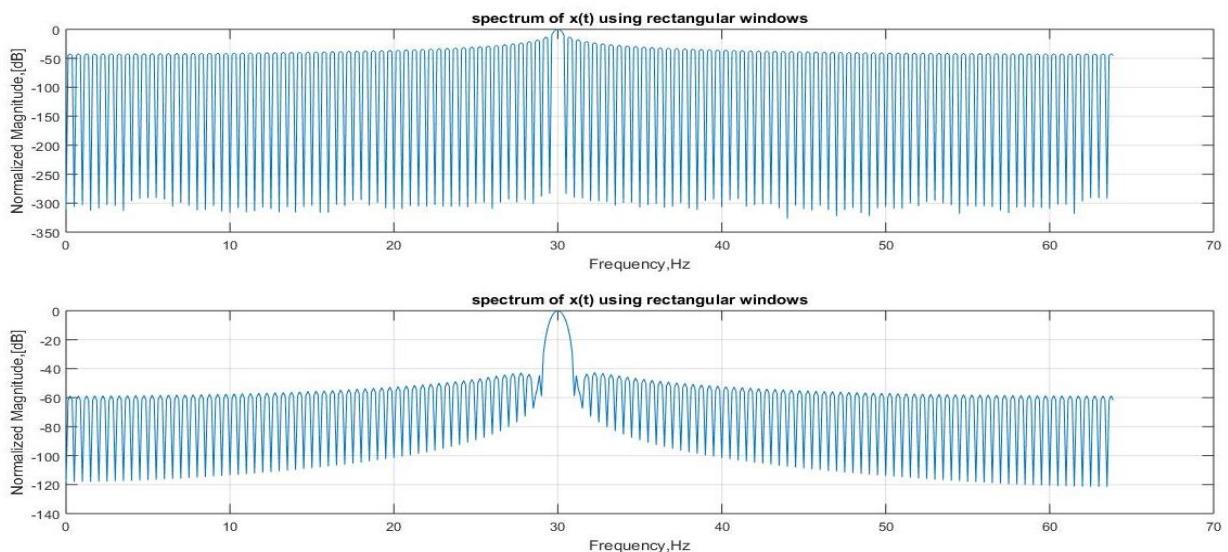 spectrum of x(t) using rectangular windows
Normalized Magnitude,[dB]
0
-50
-100
-150
-200
-250
-300
-350
0 10 20 30 40 50 60 70
Frequency,Hz
spectrum of x(t) using rectangular windows
Normalized Magnitude,[dB]
0
-20
-40
-60
-80
-100
-120
-140
0 10 20 30 40 50 60 70
Frequency,Hz